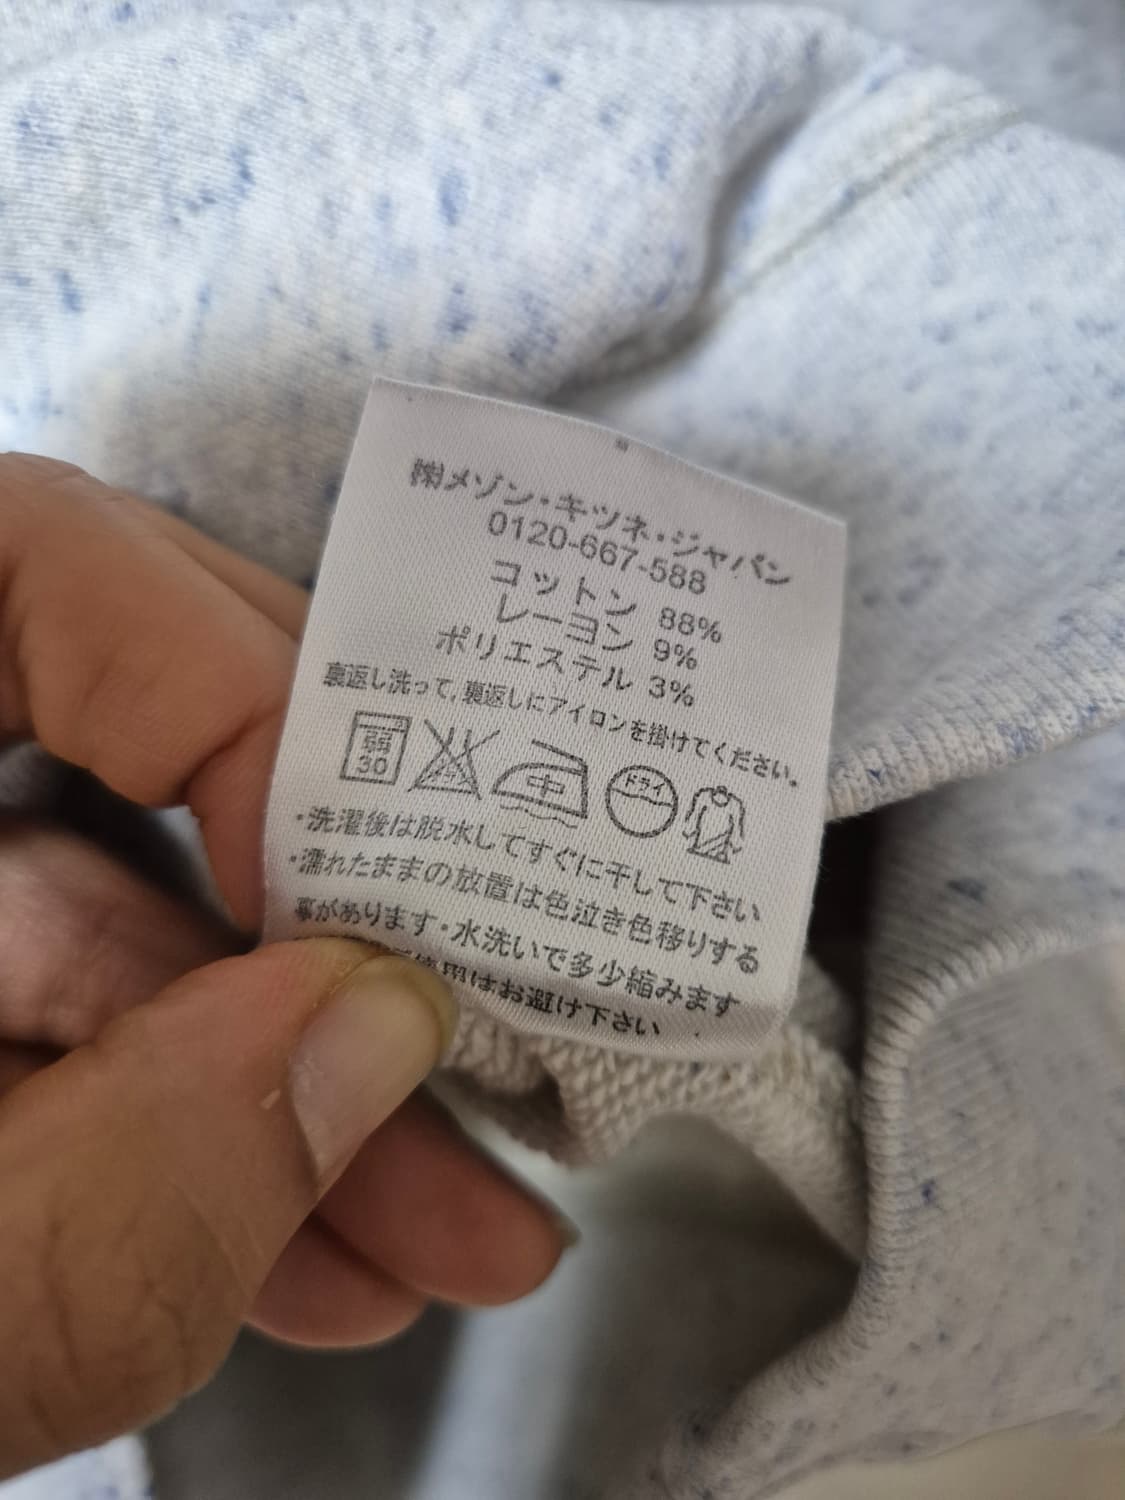 ㈱メゾン・キツネ・ジャパン
0120-667-588
コットン 88%
レーヨン 9%
ポリエステル 3%
裏返し洗って,裏返しにアイロンを掛けてください。
弱
30
中
ドライ
・洗濯後は脱水してすぐに干して下さい
・濡れたままの放置は色泣き色移りする
事があります・水洗いで多少縮みます
使用はお避け下さい